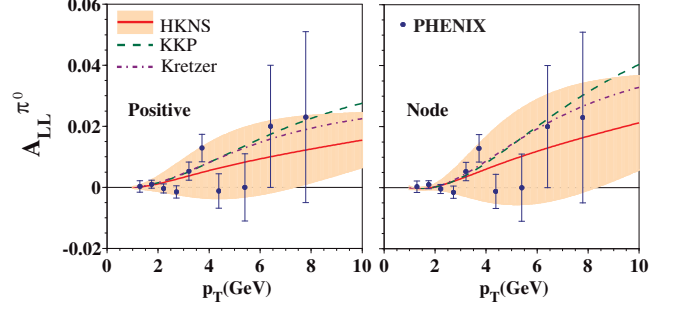 0.06
0.04
0.02
0
-0.02
A_LL^π⁰
HKNS
KKP
Kretzer
Positive
PHENIX
Node
0 2 4 6 8 10 0 2 4 6 8 10
p_T(GeV) p_T(GeV)